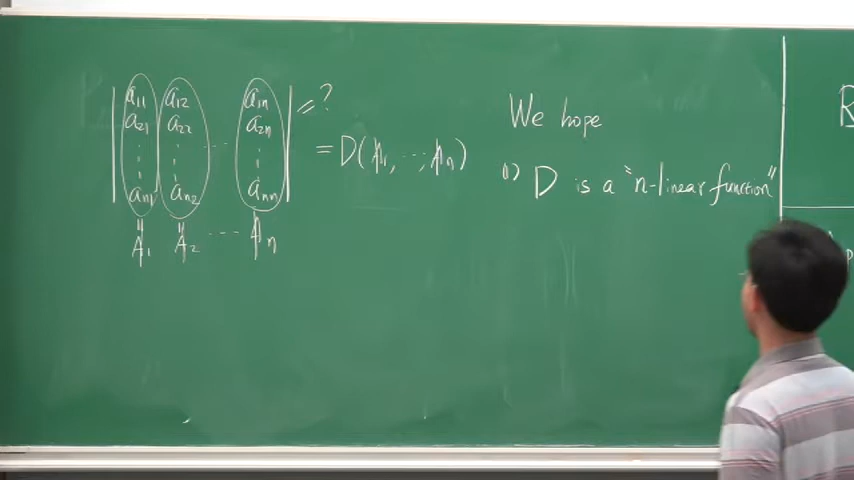 | a11 a12 ... a1n | = ?
a21 a22 a2n
= D(A1, ..., An)
an1 an2 ann
A1 A2 ... An
We hope
(1) D is a "n-linear function"
R